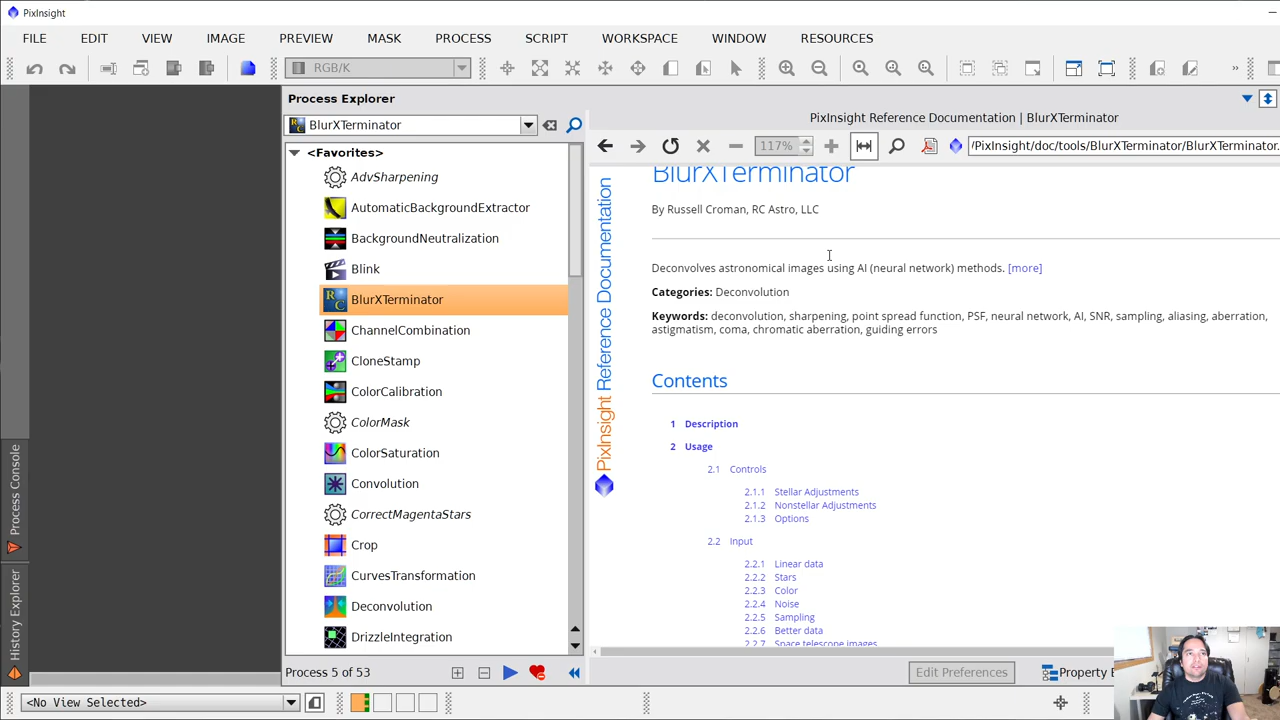 PixInsight
FILE EDIT VIEW IMAGE PREVIEW MASK PROCESS SCRIPT WORKSPACE WINDOW RESOURCES
RGB/K
Process Explorer
BlurXTerminator
<Favorites>
AdvSharpening
AutomaticBackgroundExtractor
BackgroundNeutralization
Blink
BlurXTerminator
ChannelCombination
CloneStamp
ColorCalibration
ColorMask
ColorSaturation
Convolution
CorrectMagentaStars
Crop
CurvesTransformation
Deconvolution
DrizzleIntegration
Process 5 of 53
PixInsight Reference Documentation | BlurXTerminator
117%
/PixInsight/doc/tools/BlurXTerminator/BlurXTerminator.
PixInsight Reference Documentation
BlurXTerminator
By Russell Croman, RC Astro, LLC
Deconvolves astronomical images using AI (neural network) methods. [more]
Categories: Deconvolution
Keywords: deconvolution, sharpening, point spread function, PSF, neural network, AI, SNR, sampling, aliasing, aberration,
astigmatism, coma, chromatic aberration, guiding errors
Contents
1 Description
2 Usage
2.1 Controls
2.1.1 Stellar Adjustments
2.1.2 Nonstellar Adjustments
2.1.3 Options
2.2 Input
2.2.1 Linear data
2.2.2 Stars
2.2.3 Color
2.2.4 Noise
2.2.5 Sampling
2.2.6 Better data
2.2.7 Space telescope images
Edit Preferences
Property
Process Console
History Explorer
<No View Selected>